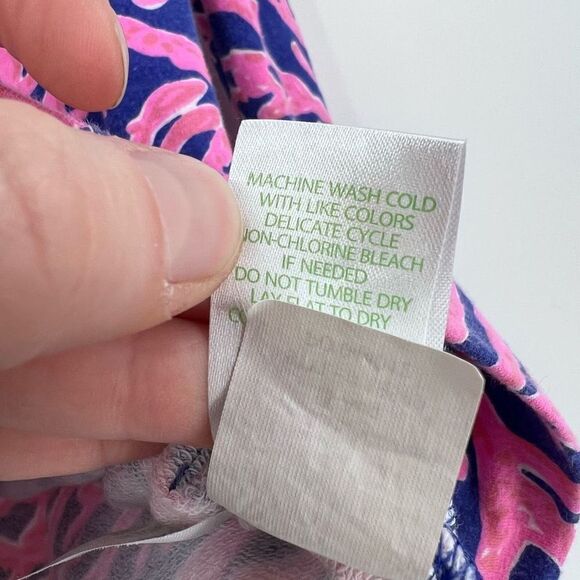 MACHINE WASH COLD
WITH LIKE COLORS
DELICATE CYCLE
NON-CHLORINE BLEACH
IF NEEDED
DO NOT TUMBLE DRY
LAY FLAT TO DRY